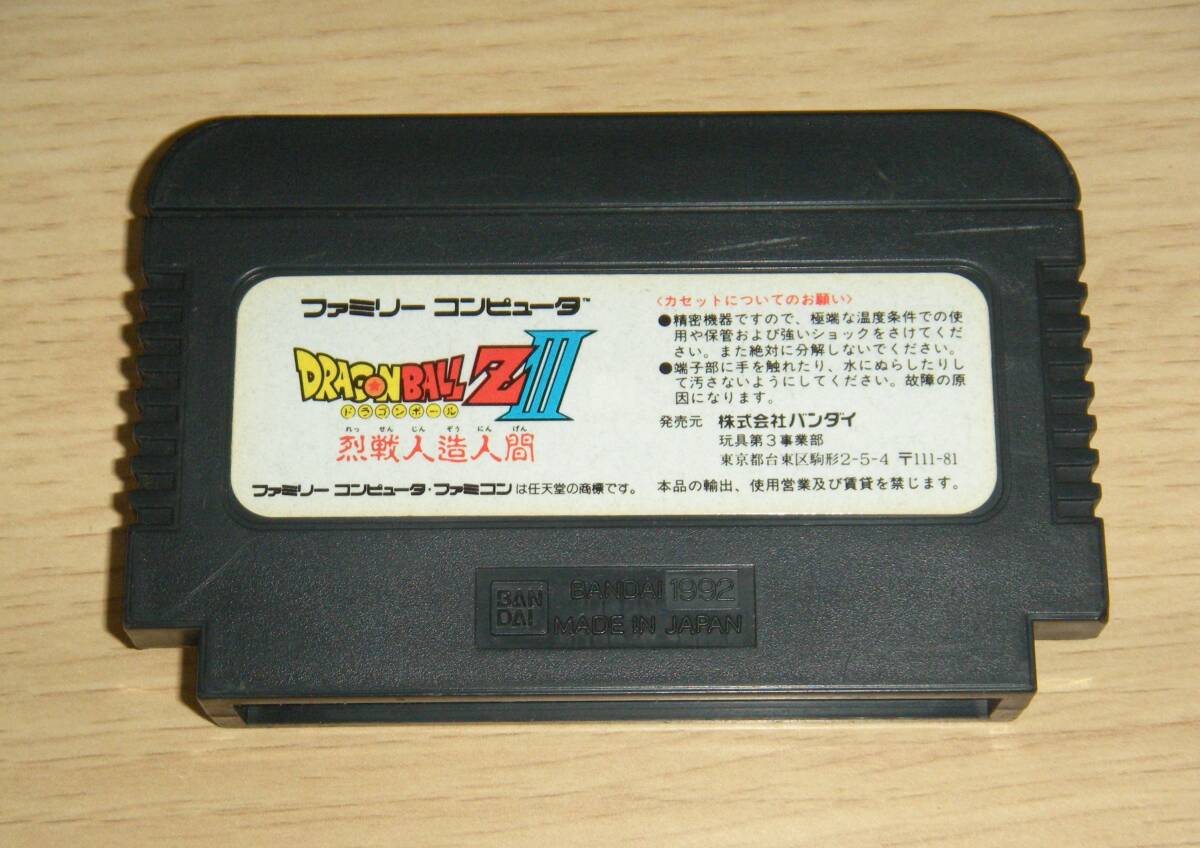 ファミリー コンピュータ™
DRAGON BALL Z III
ドラゴンボール
れっ せん じん ぞう にん げん
烈戦人造人間
ファミリー コンピュータ・ファミコンは任天堂の商標です。
〈カセットについてのお願い〉
●精密機器ですので、極端な温度条件での使
用や保管および強いショックをさけてくだ
さい。また絶対に分解しないでください。
●端子部に手を触れたり、水にぬらしたりし
て汚さないようにしてください。故障の原
因になります。
発売元 株式会社バンダイ
玩具第3事業部
東京都台東区駒形2-5-4 〒111-81
本品の輸出、使用営業及び賃貸を禁じます。
BAN
DAI
BANDAI 1992
MADE IN JAPAN